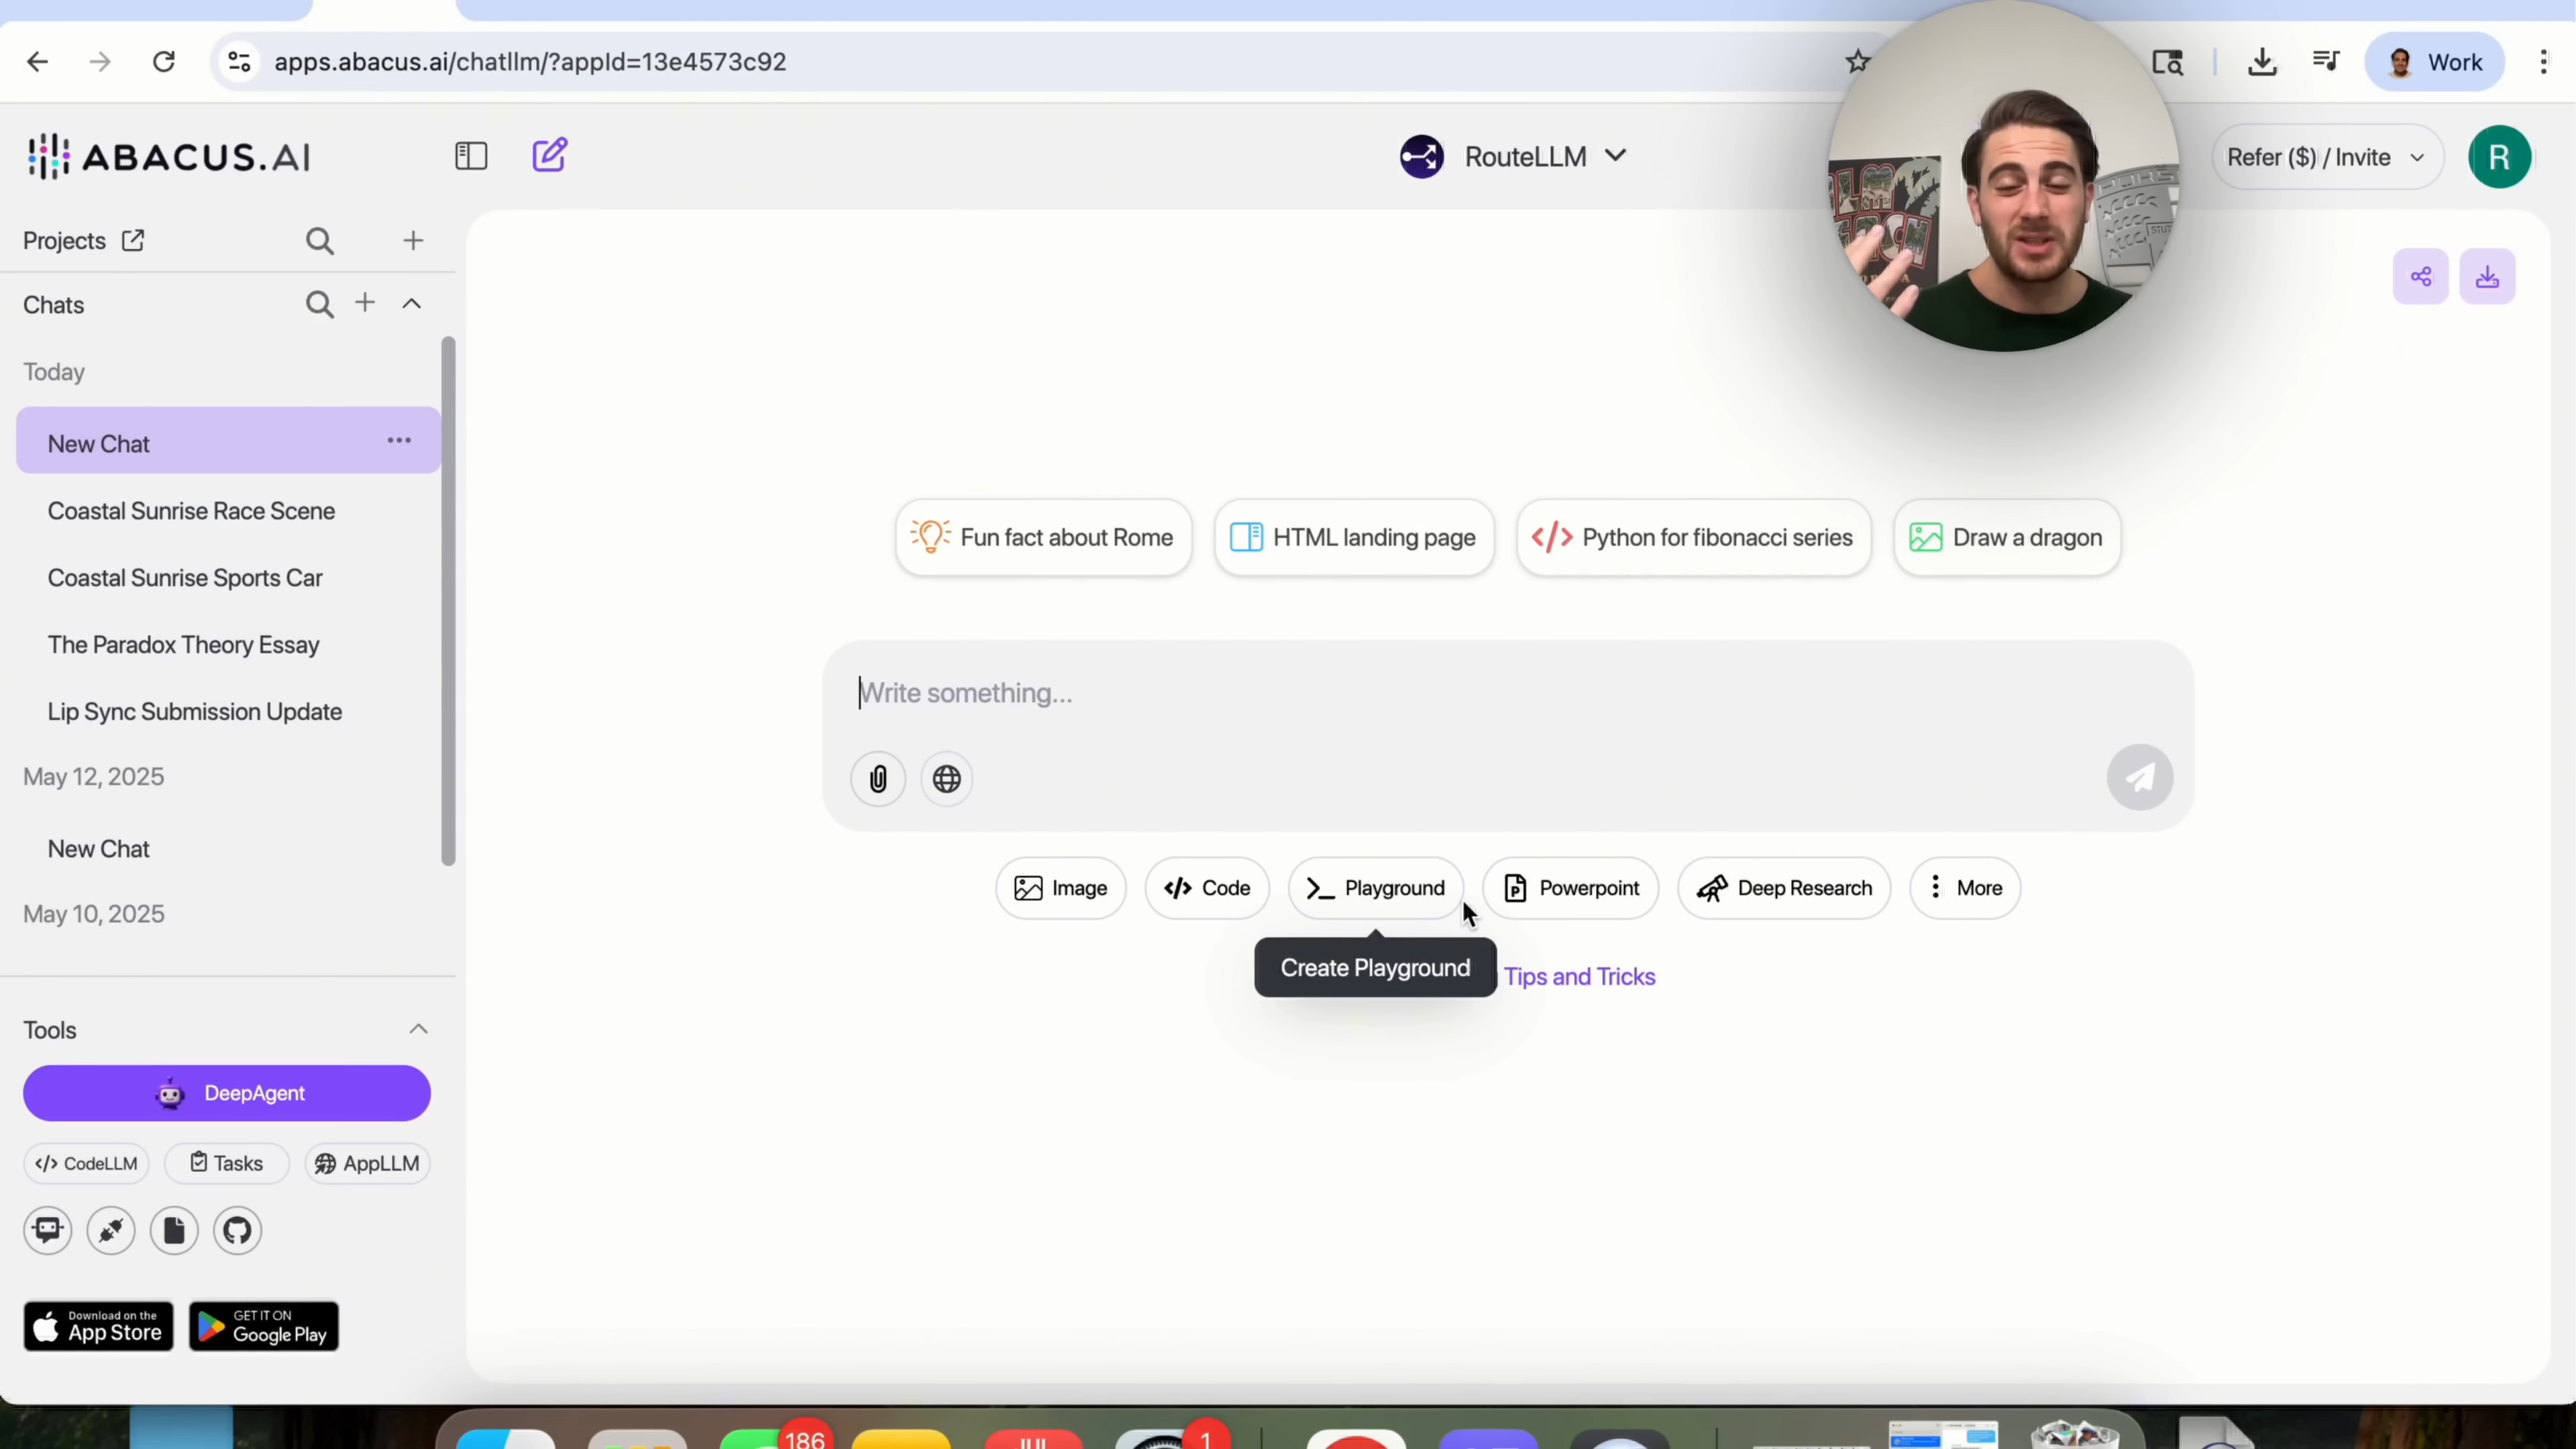 apps.abacus.ai/chatllm/?appId=13e4573c92
Work
ABACUS.AI
RouteLLM
Refer ($) / Invite
R
Projects
Chats
Today
New Chat
Coastal Sunrise Race Scene
Coastal Sunrise Sports Car
The Paradox Theory Essay
Lip Sync Submission Update
May 12, 2025
New Chat
May 10, 2025
Tools
DeepAgent
CodeLLM
Tasks
AppLLM
Download on the
App Store
GET IT ON
Google Play
Fun fact about Rome
HTML landing page
Python for fibonacci series
Draw a dragon
Write something...
Image
Code
Playground
Powerpoint
Deep Research
More
Create Playground
Tips and Tricks
186
1